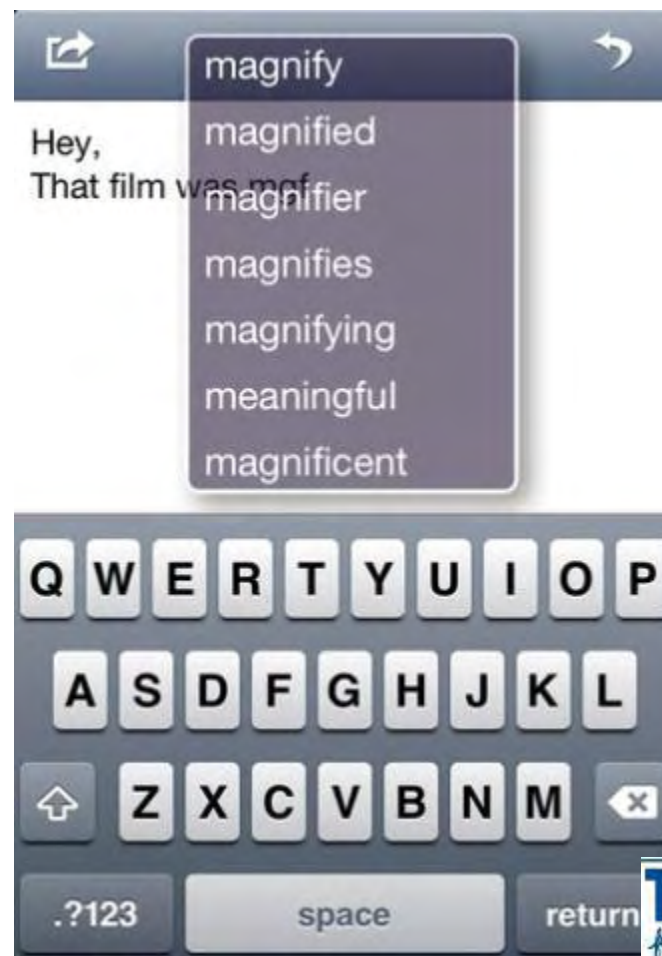 magnify
Hey,
magnified
That film was mgf
magnifier
magnifies
magnifying
meaningful
magnificent
Q W E R T Y U I O P
A S D F G H J K L
Z X C V B N M
.?123 space return